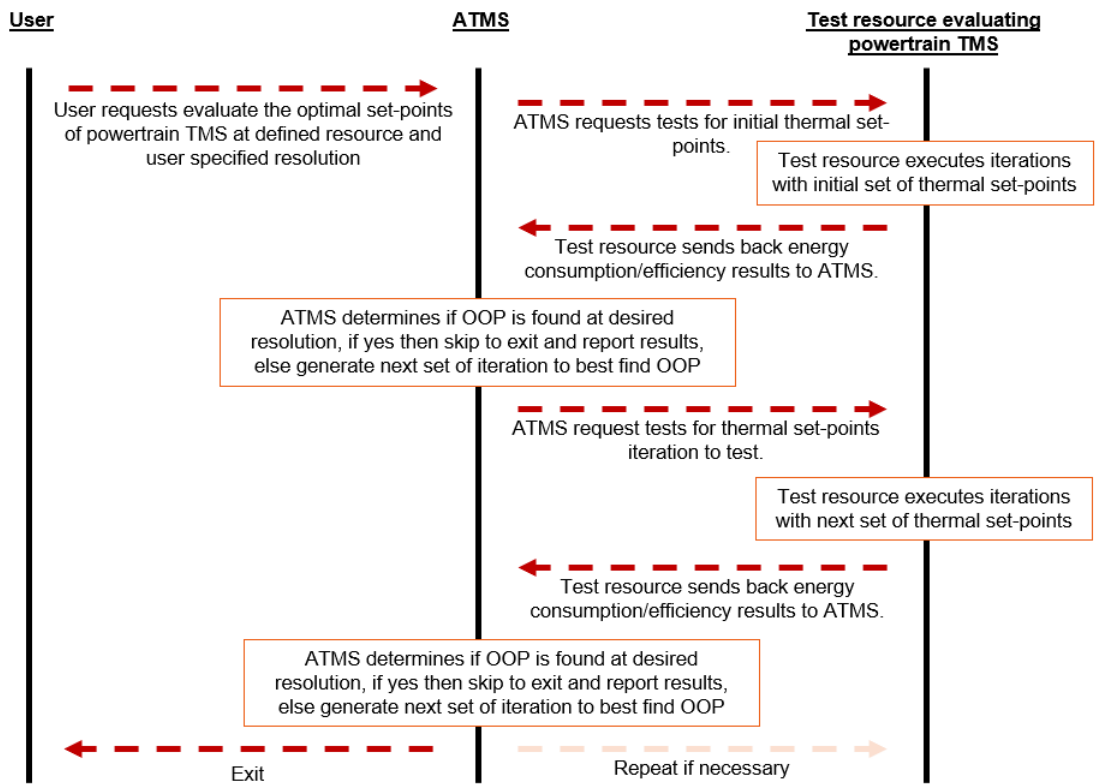 User
ATMS
Test resource evaluating
powertrain TMS
User requests evaluate the optimal set-points
of powertrain TMS at defined resource and
user specified resolution
ATMS requests tests for initial thermal set-
points.
Test resource executes iterations
with initial set of thermal set-points
Test resource sends back energy
consumption/efficiency results to ATMS.
ATMS determines if OOP is found at desired
resolution, if yes then skip to exit and report results,
else generate next set of iteration to best find OOP
ATMS request tests for thermal set-points
iteration to test.
Test resource executes iterations
with next set of thermal set-points
Test resource sends back energy
consumption/efficiency results to ATMS.
ATMS determines if OOP is found at desired
resolution, if yes then skip to exit and report results,
else generate next set of iteration to best find OOP
Exit
Repeat if necessary